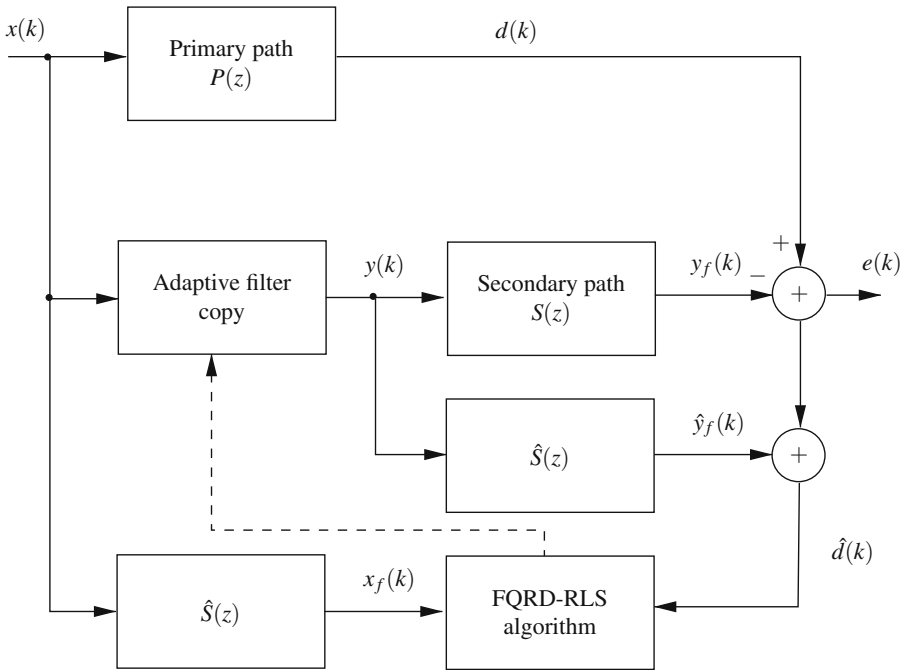 x(k)
Primary path
P(z)
d(k)
+
Adaptive filter
copy
y(k)
Secondary path
S(z)
y_f(k)
−
+
e(k)
Ŝ(z)
ŷ_f(k)
+
Ŝ(z)
x_f(k)
FQRD-RLS
algorithm
d̂(k)